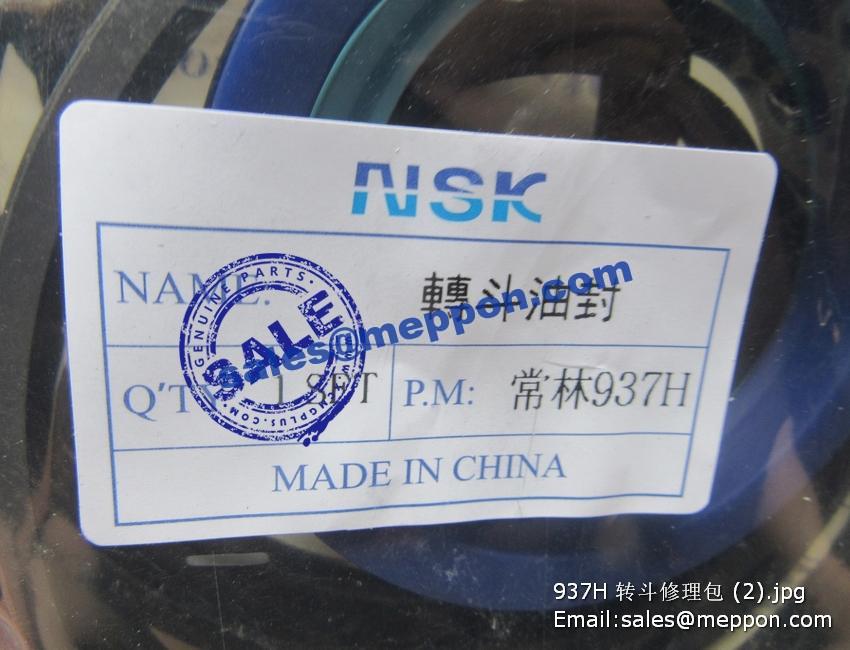 NSK
NAME: 轉斗油封
sales@meppon.com
GENUINE PARTS
SALE
Q'TY 1 SET P.M: 常林937H
MADE IN CHINA
937H 转斗修理包 (2).jpg
Email:sales@meppon.com